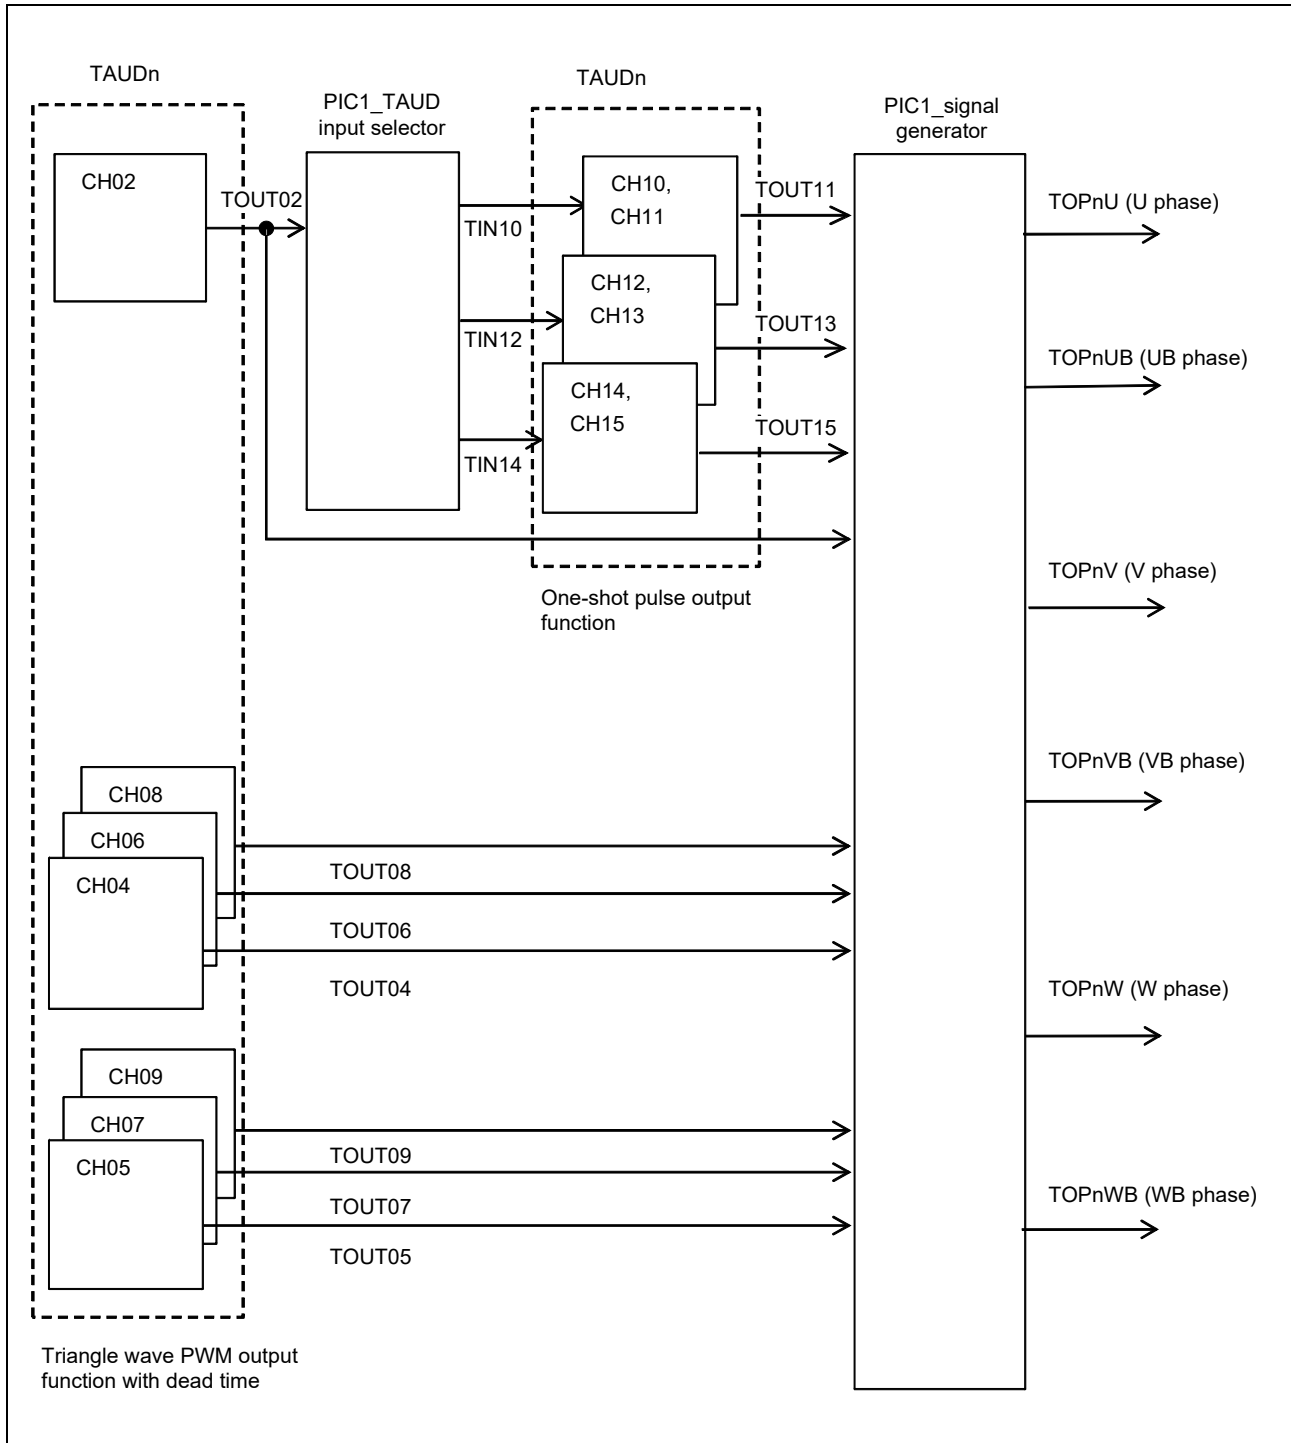 TAUDn
PIC1_TAUD
input selector
TAUDn
PIC1_signal
generator
CH02
TOUT02
TIN10
TIN12
TIN14
CH10,
CH11
CH12,
CH13
CH14,
CH15
TOUT11
TOUT13
TOUT15
One-shot pulse output
function
TOPnU (U phase)
TOPnUB (UB phase)
TOPnV (V phase)
TOPnVB (VB phase)
TOPnW (W phase)
TOPnWB (WB phase)
CH08
CH06
CH04
TOUT08
TOUT06
TOUT04
CH09
CH07
CH05
TOUT09
TOUT07
TOUT05
Triangle wave PWM output
function with dead time